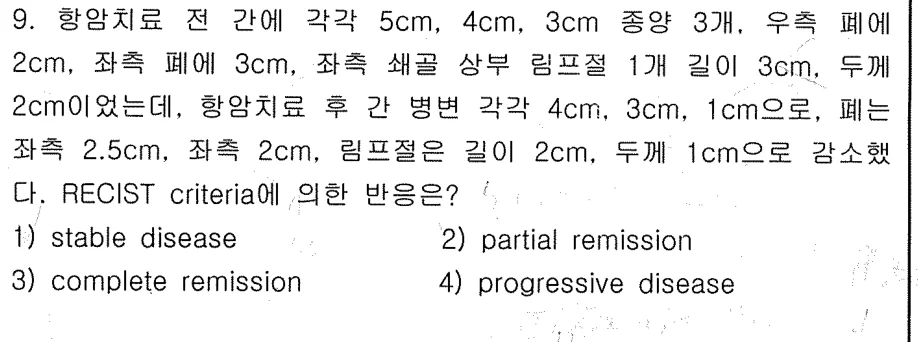 9. 항암치료 전 간에 각각 5cm, 4cm, 3cm 종양 3개, 우측 폐에
2cm, 좌측 폐에 3cm, 좌측 쇄골 상부 림프절 1개 길이 3cm, 두께
2cm이었는데, 항암치료 후 간 병변 각각 4cm, 3cm, 1cm으로, 폐는
좌측 2.5cm, 좌측 2cm, 림프절은 길이 2cm, 두께 1cm으로 감소했
다. RECIST criteria에 의한 반응은?
1) stable disease 2) partial remission
3) complete remission 4) progressive disease